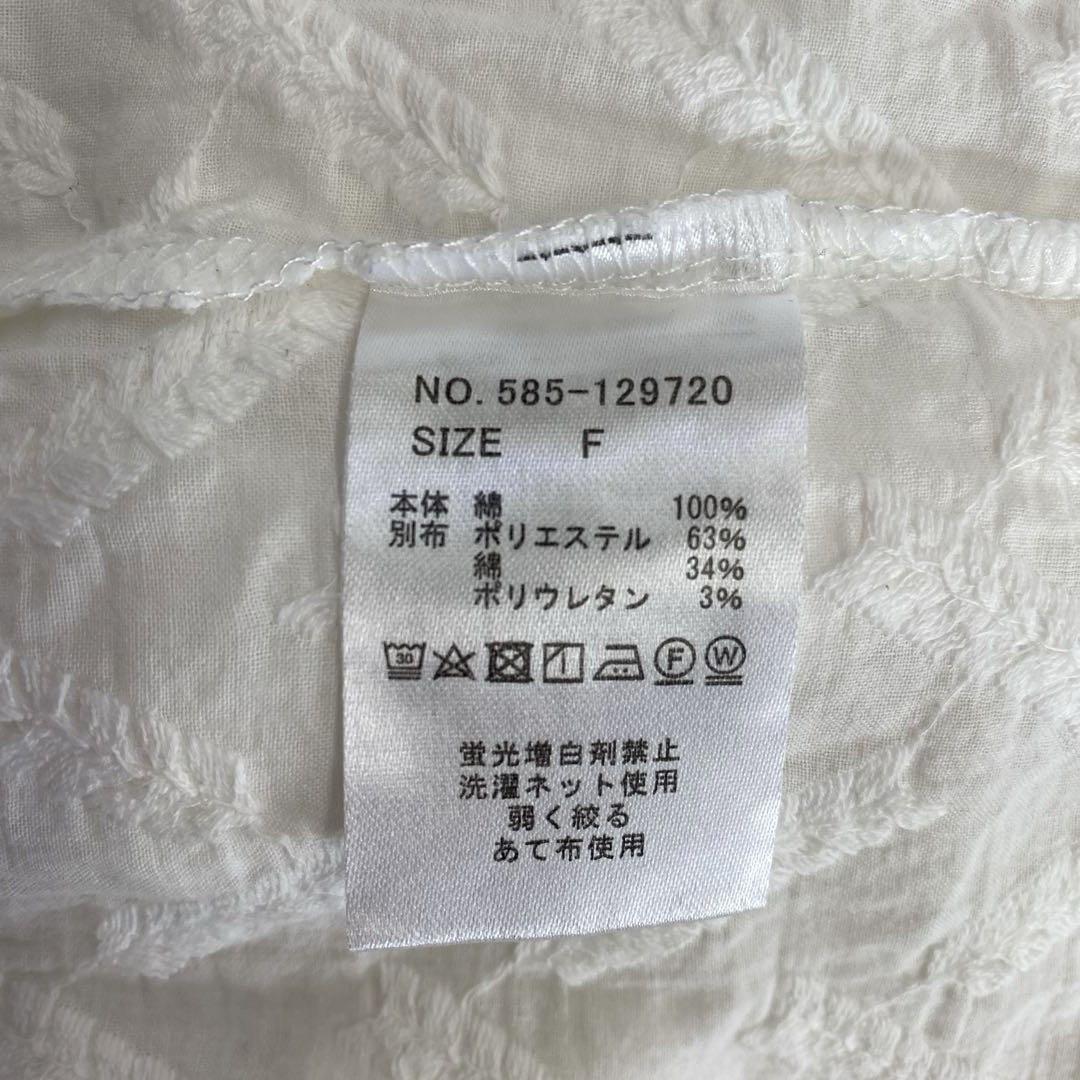 NO. 585-129720
SIZE F
本体 綿 100%
別布 ポリエステル 63%
綿 34%
ポリウレタン 3%
30 F W
蛍光増白剤禁止
洗濯ネット使用
弱く絞る
あて布使用